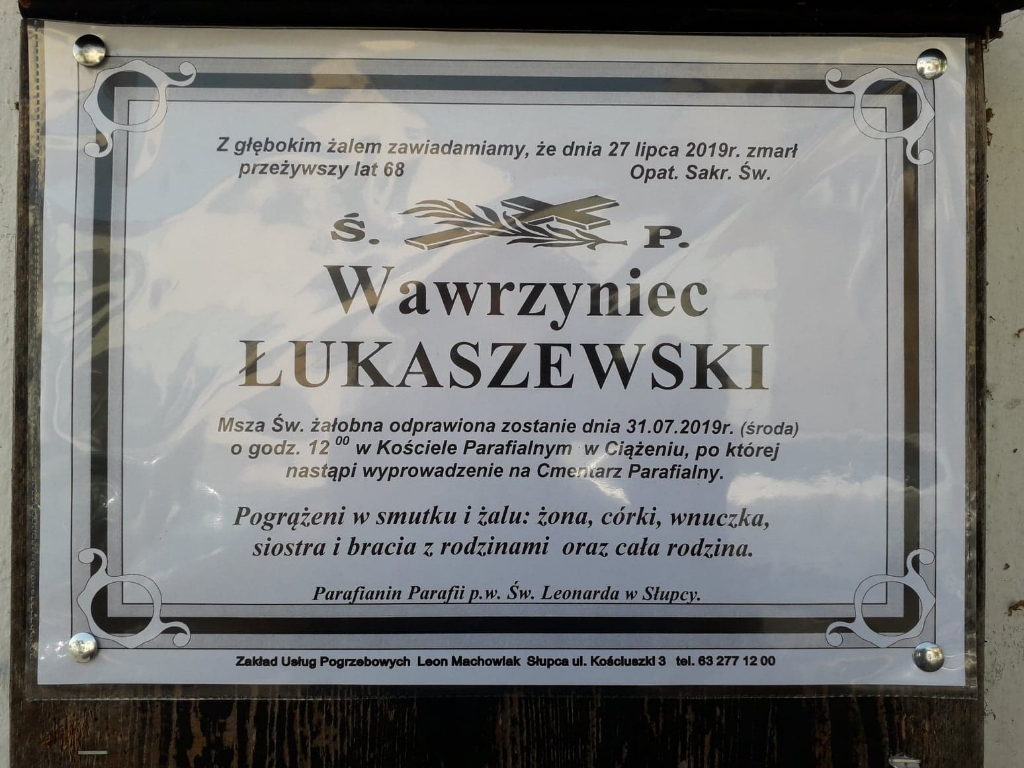 Z głębokim żalem zawiadamiamy, że dnia 27 lipca 2019r. zmarł
przeżywszy lat 68 Opat. Sakr. Św.
Ś. P.
Wawrzyniec
ŁUKASZEWSKI
Msza Św. żałobna odprawiona zostanie dnia 31.07.2019r. (środa)
o godz. 12 00 w Kościele Parafialnym w Ciążeniu, po której
nastąpi wyprowadzenie na Cmentarz Parafialny.
Pogrążeni w smutku i żalu: żona, córki, wnuczka,
siostra i bracia z rodzinami oraz cała rodzina.
Parafianin Parafii p.w. Św. Leonarda w Słupcy.
Zakład Usług Pogrzebowych Leon Machowiak Słupca ul. Kościuszki 3 tel. 63 277 12 00